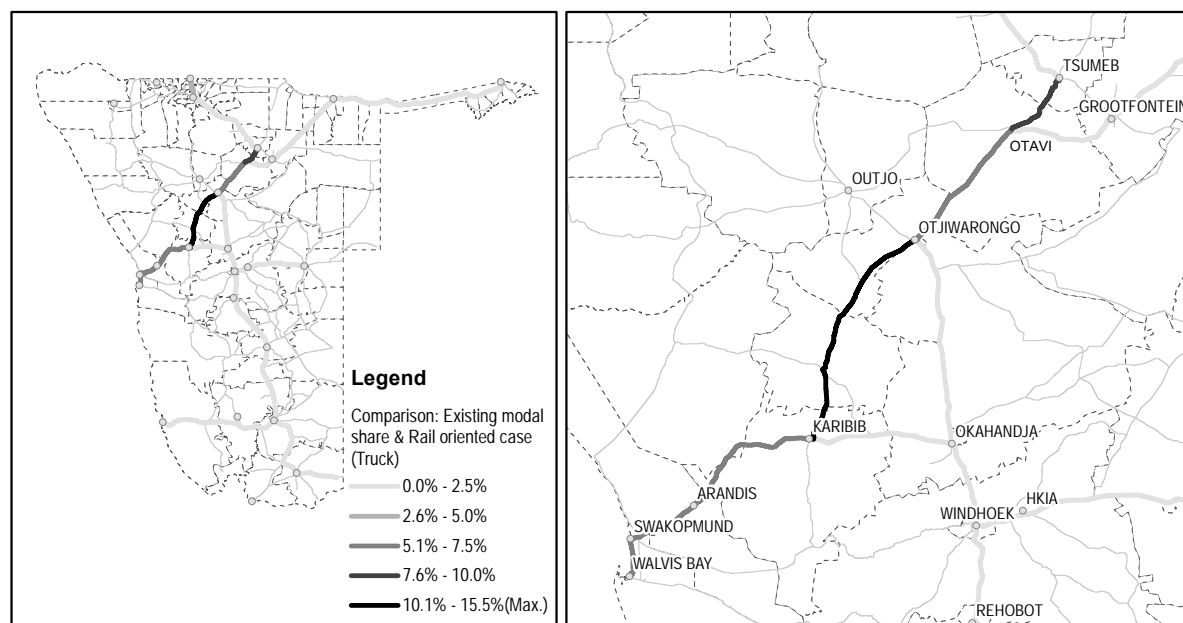 Legend
Comparison: Existing modal
share & Rail oriented case
(Truck)
0.0% - 2.5%
2.6% - 5.0%
5.1% - 7.5%
7.6% - 10.0%
10.1% - 15.5%(Max.)
TSUMEB
GROOTFONTEIN
OTAVI
OUTJO
OTJIWARONGO
KARIBIB
OKAHANDJA
ARANDIS
HKIA
WINDHOEK
SWAKOPMUND
WALVIS BAY
REHOBOT